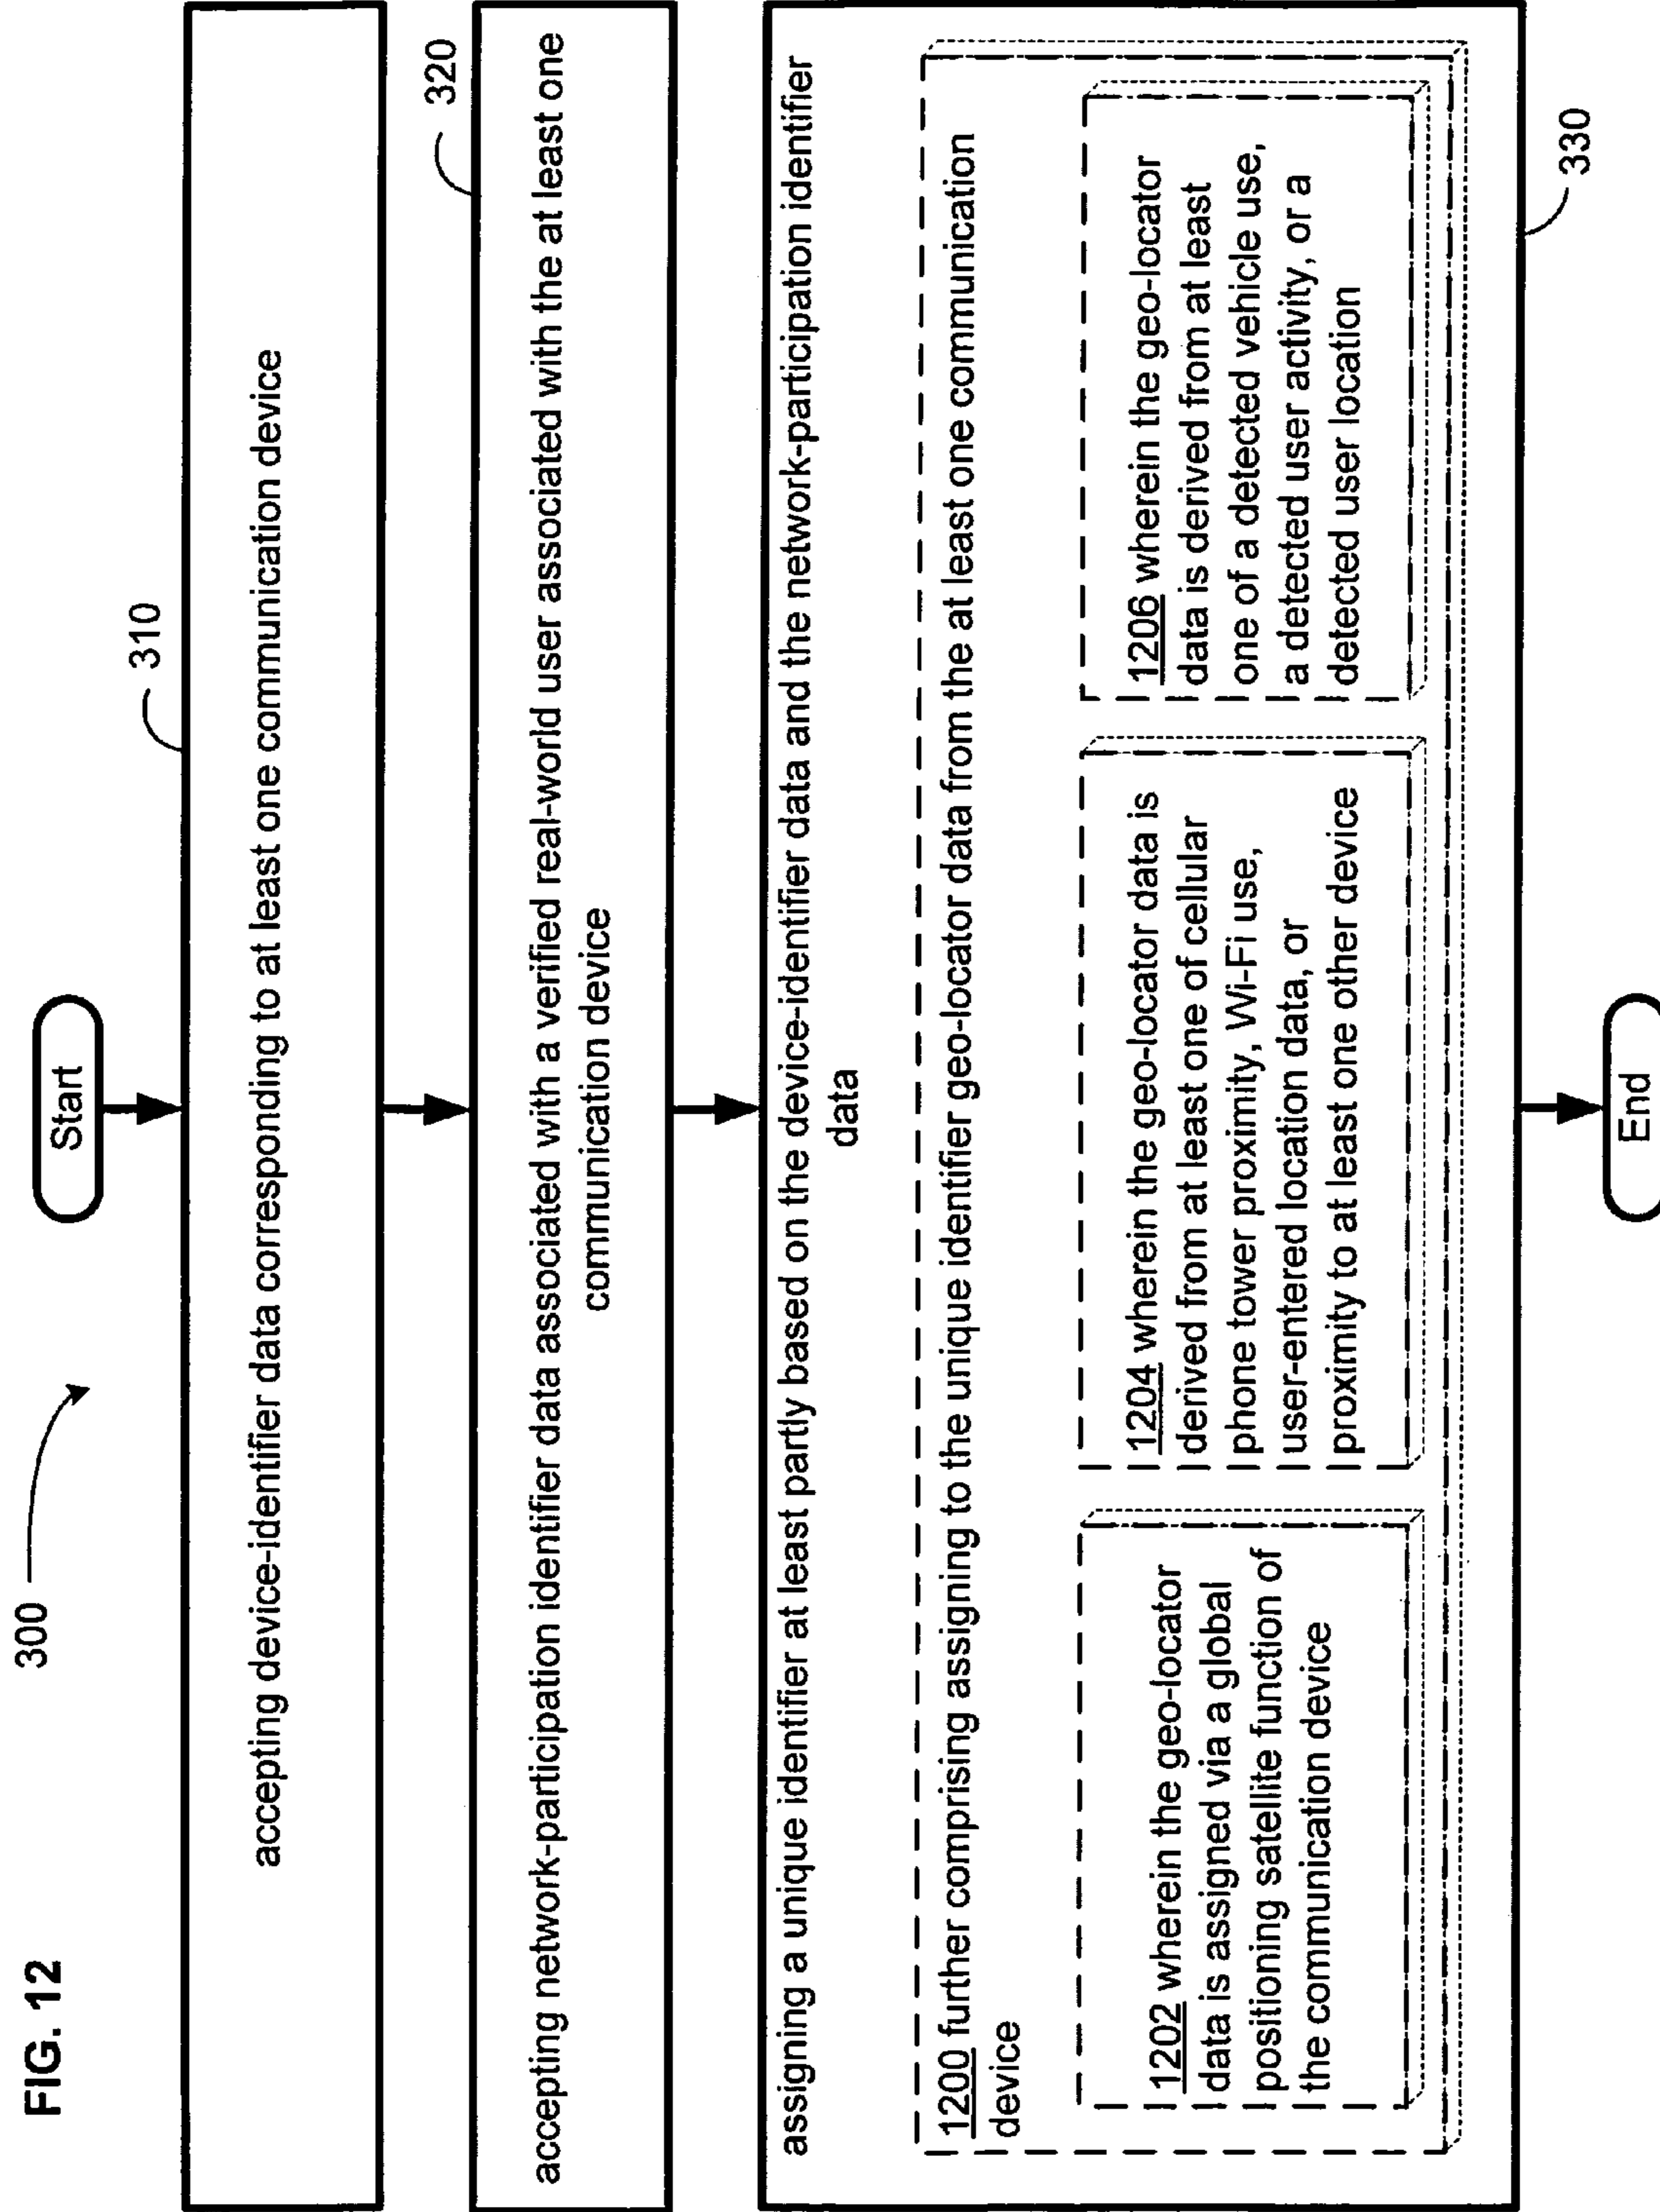 FIG. 12
300
Start
310
accepting device-identifier data corresponding to at least one communication device
320
accepting network-participation identifier data associated with a verified real-world user associated with the at least one
communication device
assigning a unique identifier at least partly based on the device-identifier data and the network-participation identifier
data
1200 further comprising assigning to the unique identifier geo-locator data from the at least one communication
device
1202 wherein the geo-locator
data is assigned via a global
positioning satellite function of
the communication device
1204 wherein the geo-locator data is
derived from at least one of cellular
phone tower proximity, Wi-Fi use,
user-entered location data, or
proximity to at least one other device
1206 wherein the geo-locator
data is derived from at least
one of a detected vehicle use,
a detected user activity, or a
detected user location
330
End